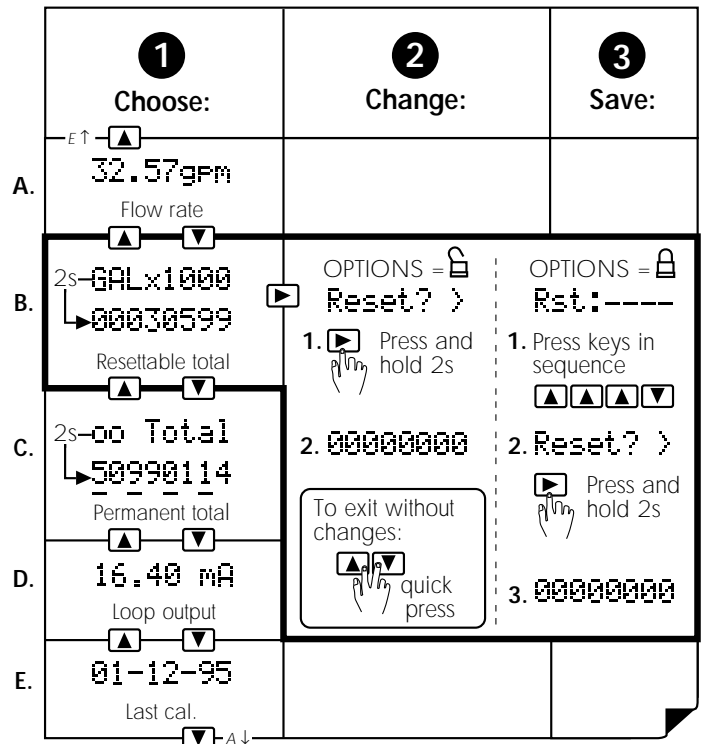 1
Choose:
2
Change:
3
Save:
E↑
A.
32.57gpm
Flow rate
B.
2s
GALx1000
00030599
Resettable total
OPTIONS =
Reset? >
1. Press and
hold 2s
2. 00000000
To exit without
changes:
quick
press
OPTIONS =
Rst:----
1. Press keys in
sequence
2. Reset? >
Press and
hold 2s
3. 00000000
C.
2s
oo Total
50990114
Permanent total
D.
16.40 mA
Loop output
E.
01-12-95
Last cal.
A↓